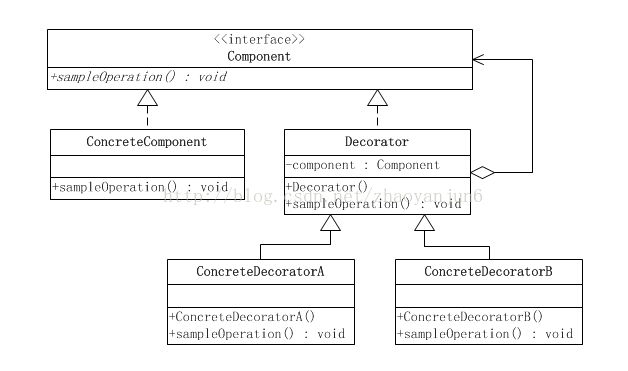 <<interface>>
Component
+sampleOperation() : void
ConcreteComponent
+sampleOperation() : void
Decorator
-component : Component
+Decorator()
+sampleOperation() : void
http://blog.csdn.net/zhaoyanjun6
ConcreteDecoratorA
+ConcreteDecoratorA()
+sampleOperation() : void
ConcreteDecoratorB
+ConcreteDecoratorB()
+sampleOperation() : void